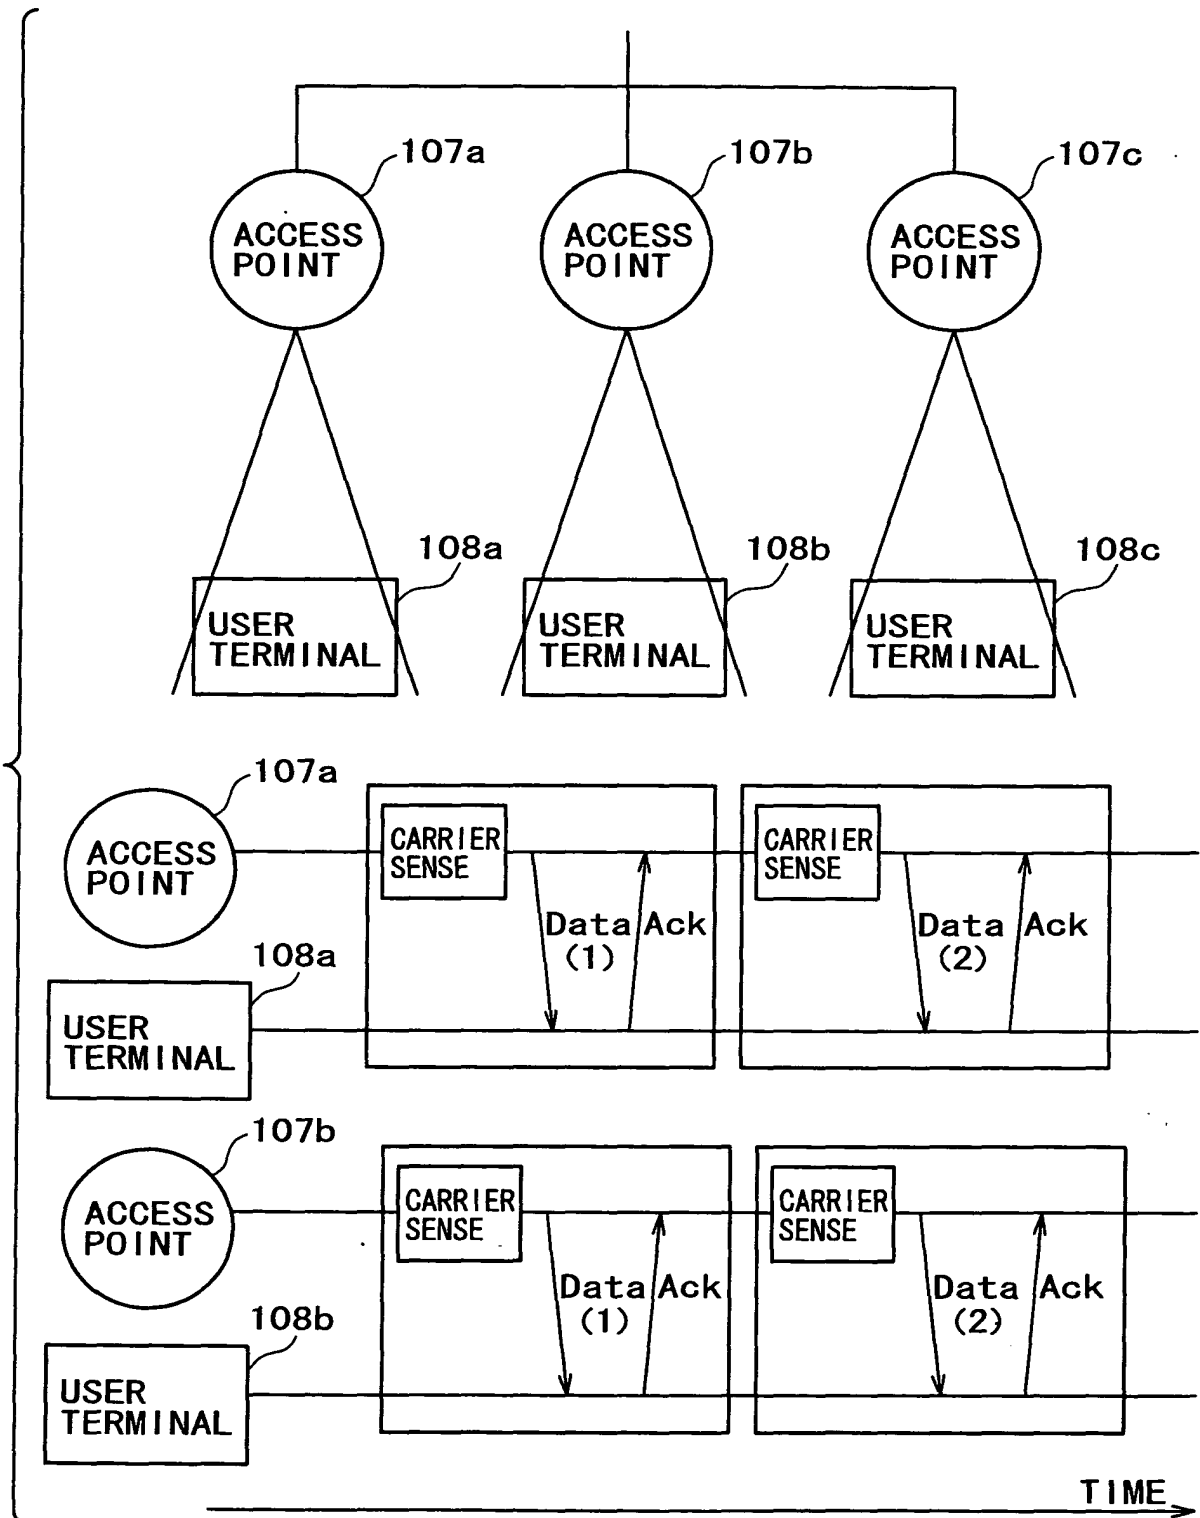 107a
107b
107c
ACCESS
POINT
ACCESS
POINT
ACCESS
POINT
108a
108b
108c
USER
TERMINAL
USER
TERMINAL
USER
TERMINAL
107a
ACCESS
POINT
CARRIER
SENSE
Data
(1)
Ack
CARRIER
SENSE
Data
(2)
Ack
108a
USER
TERMINAL
107b
ACCESS
POINT
CARRIER
SENSE
Data
(1)
Ack
CARRIER
SENSE
Data
(2)
Ack
108b
USER
TERMINAL
TIME